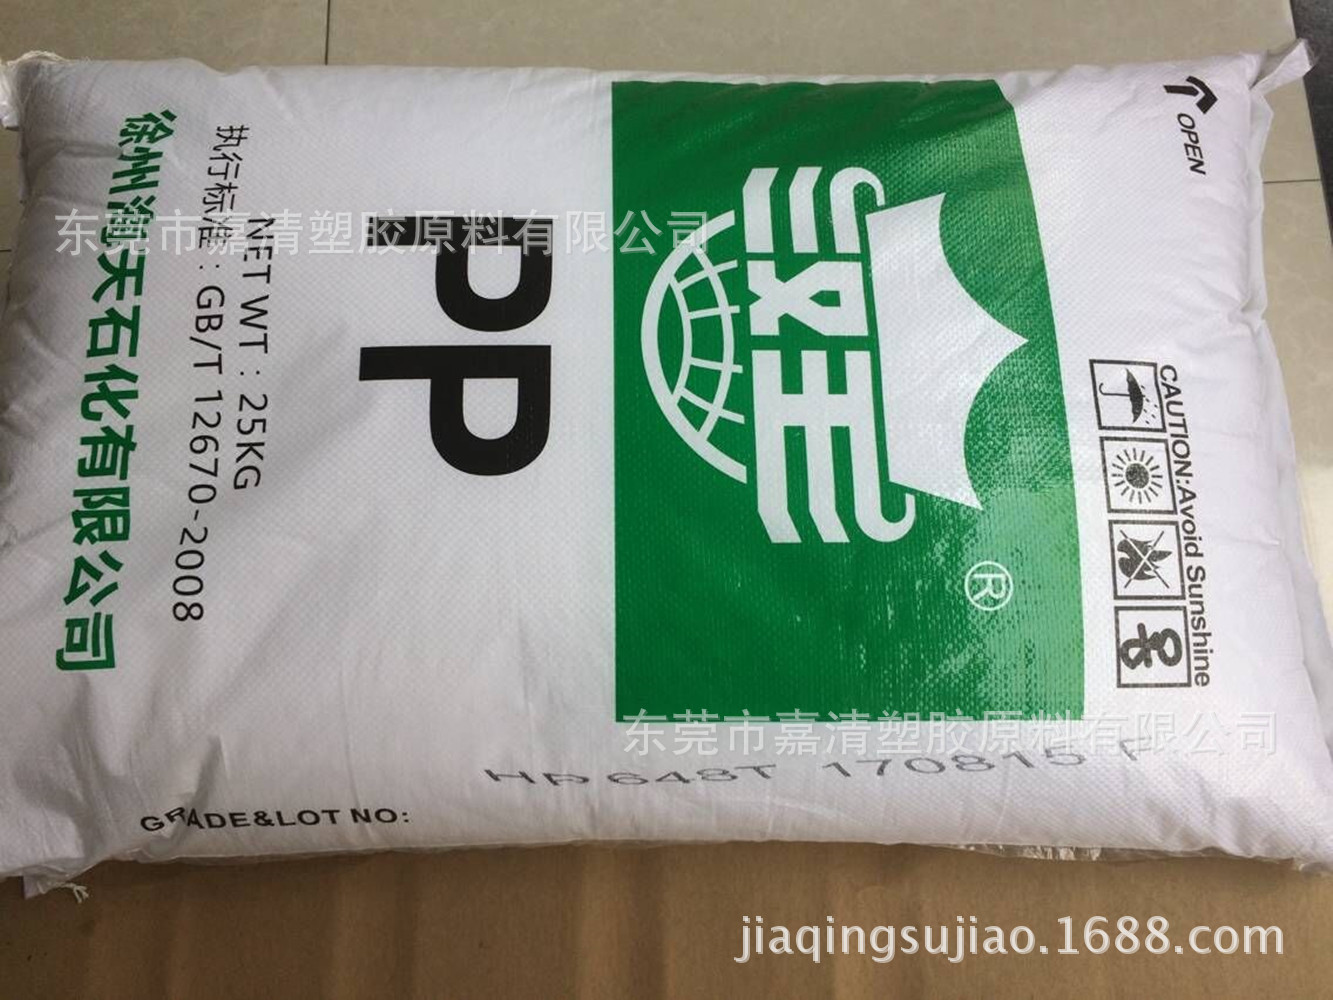 OPEN
CAUTION:Avoid Sunshine
®
PP
NET WT：25KG
执行标准：GB/T 12670-2008
徐州海天石化有限公司
GRADE&LOT NO:
HP648T 170815 F
东莞市嘉清塑胶原料有限公司
东莞市嘉清塑胶原料有限公司
jiaqingsujiao.1688.com